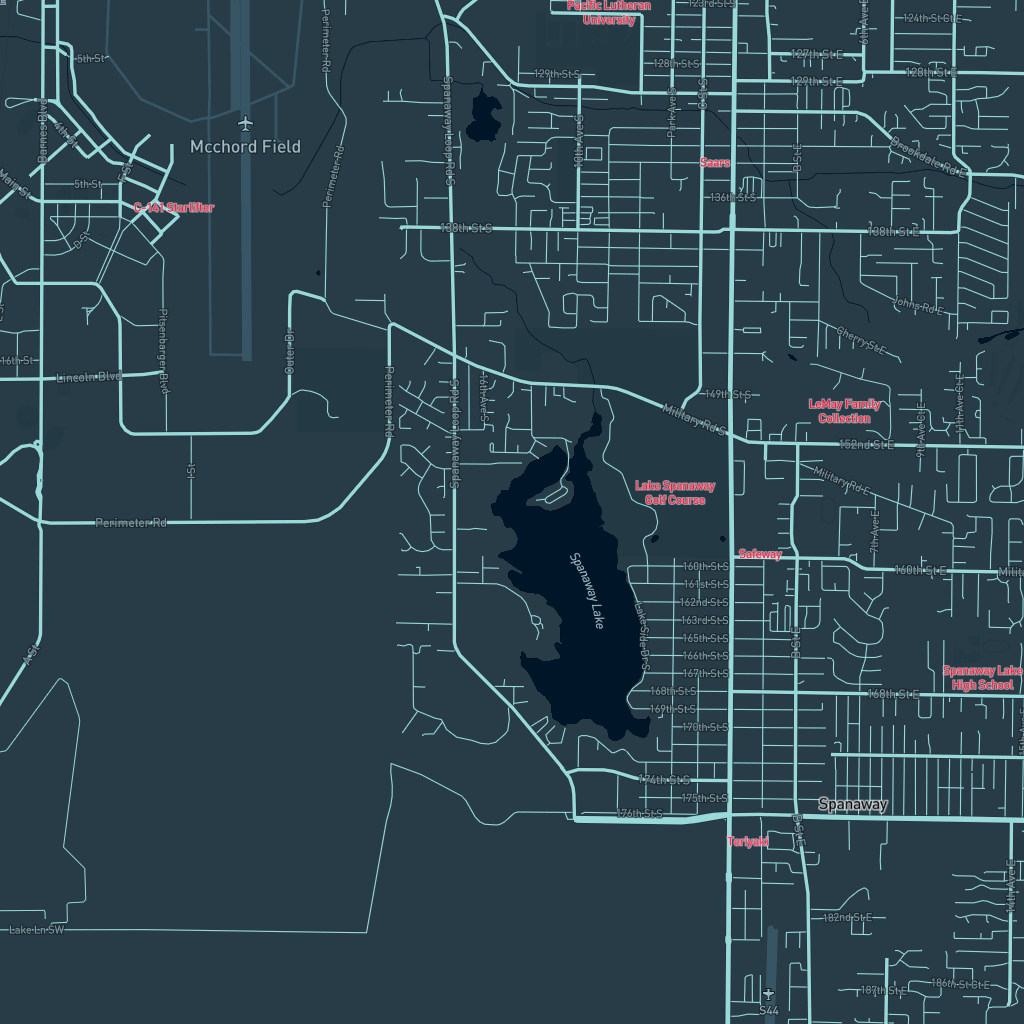 Pacific Lutheran
University
123rd St S
124th St Ct E
6th Ave E
5th St
Perimeter Rd
127th St E
128th St S
128th St E
129th St S
129th St E
Barnes Blvd
4th St
Spanaway Loop Rd S
Park Ave S
C St S
10th Ave S
Mcchord Field
Brookdale Rd E
B St E
Saars
E St
5th St
Main St
Perimeter Rd
136th St S
C-141 Starlifter
138th St S
138th St E
D St
Johns Rd E
Pitsenbarger Blvd
Outer Dr
Cherry St E
16th St
Lincoln Blvd
Perimeter Rd
Spanaway Loop Rd S
16th Ave S
149th St S
Military Rd S
LeMay Family
Collection
9th Ave Ct E
11th Ave Ct E
152nd St E
I St
Military Rd E
Lake Spanaway
Golf Course
Perimeter Rd
7th Ave E
Safeway
Spanaway Lake
160th St S
160th St E
161st St S
162nd St S
Lake Side Dr S
163rd St S
165th St S
B St E
A St
166th St S
167th St S
Spanaway Lake
High School
168th St S
168th St E
169th St S
170th St S
15th Ave E
174th St S
175th St S
176th St S
Spanaway
B St E
Teriyaki
14th Ave E
182nd St E
Lake Ln SW
187th St E
186th St Ct E
S44